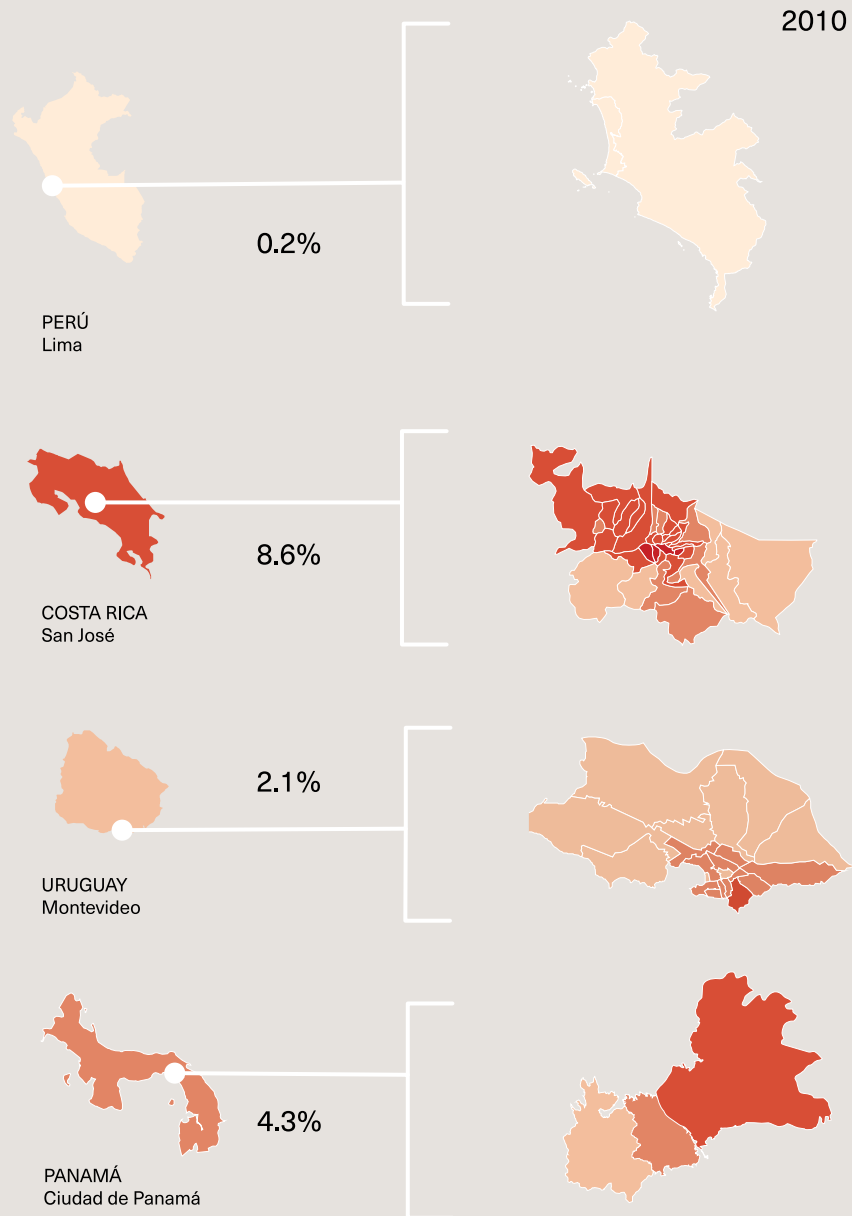 2010
0.2%
PERÚ
Lima
8.6%
COSTA RICA
San José
2.1%
URUGUAY
Montevideo
4.3%
PANAMÁ
Ciudad de Panamá